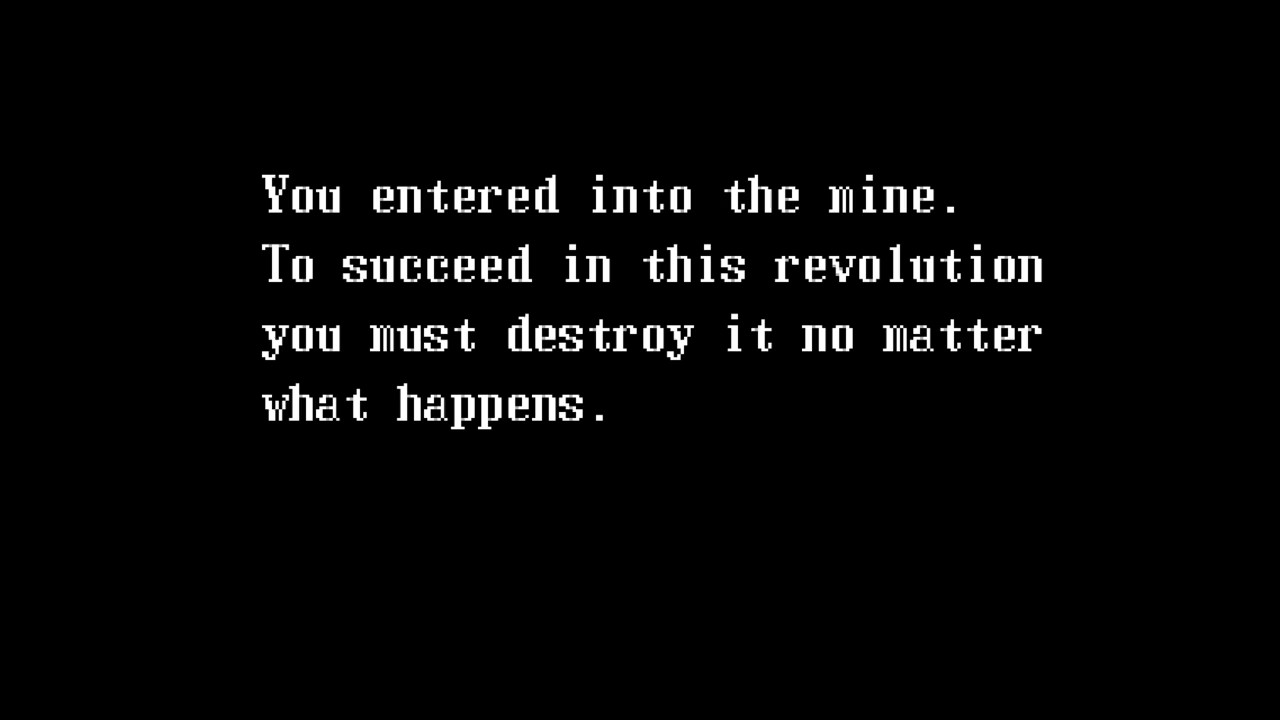 You entered into the mine.
To succeed in this revolution
you must destroy it no matter
what happens.